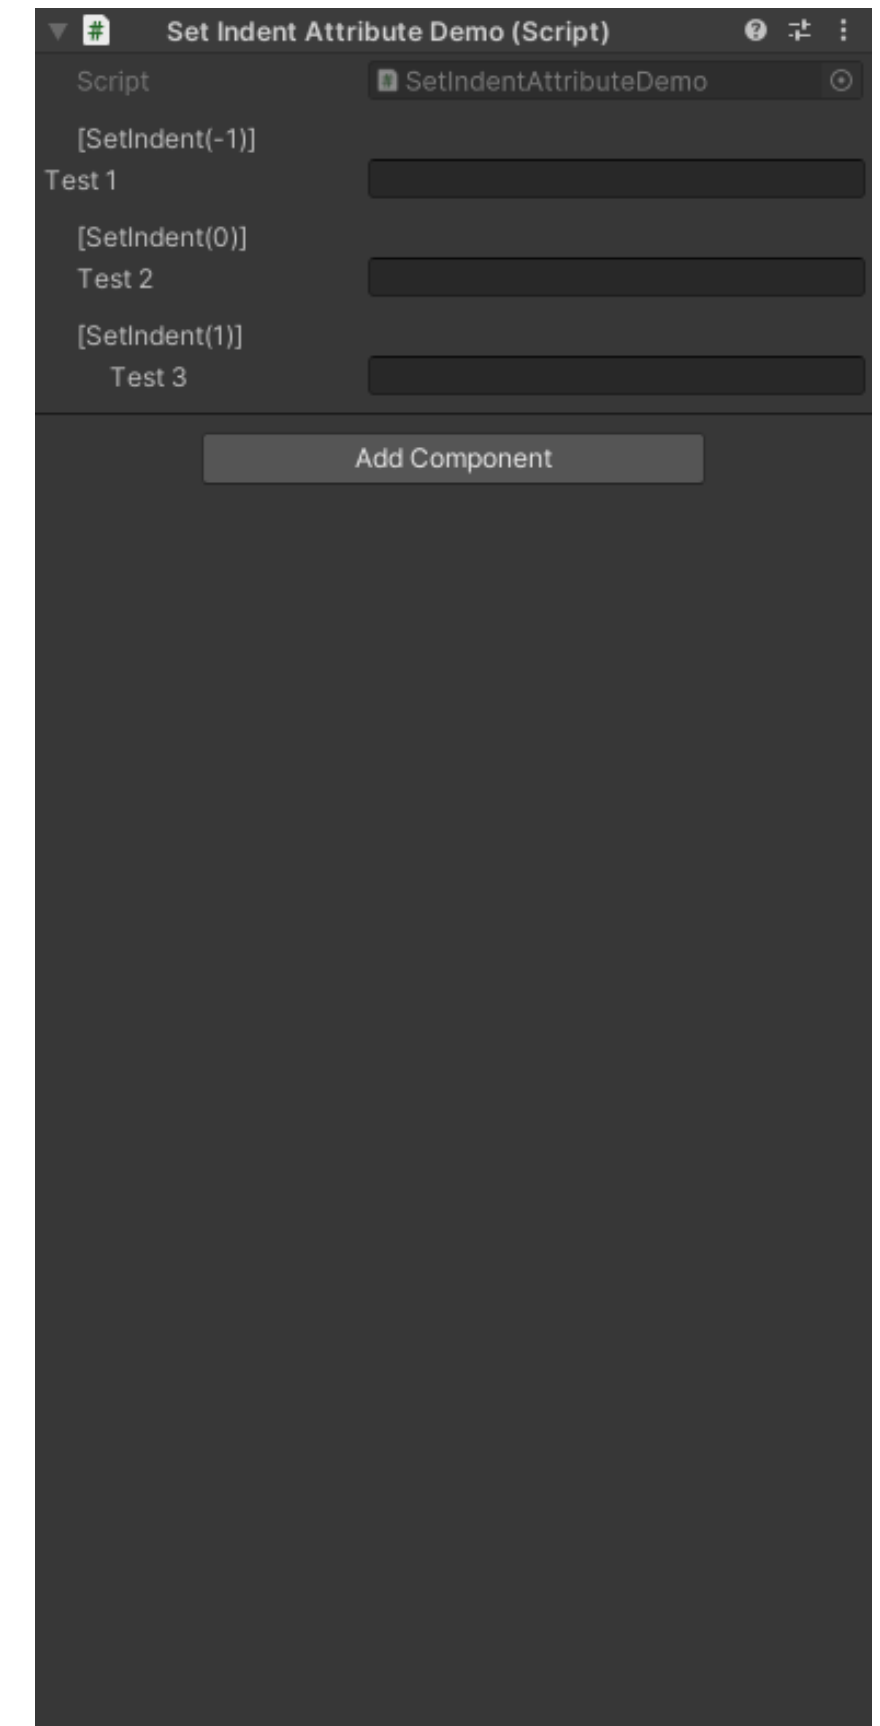 Set Indent Attribute Demo (Script)
Script SetIndentAttributeDemo
[SetIndent(-1)]
Test 1
[SetIndent(0)]
Test 2
[SetIndent(1)]
Test 3
Add Component